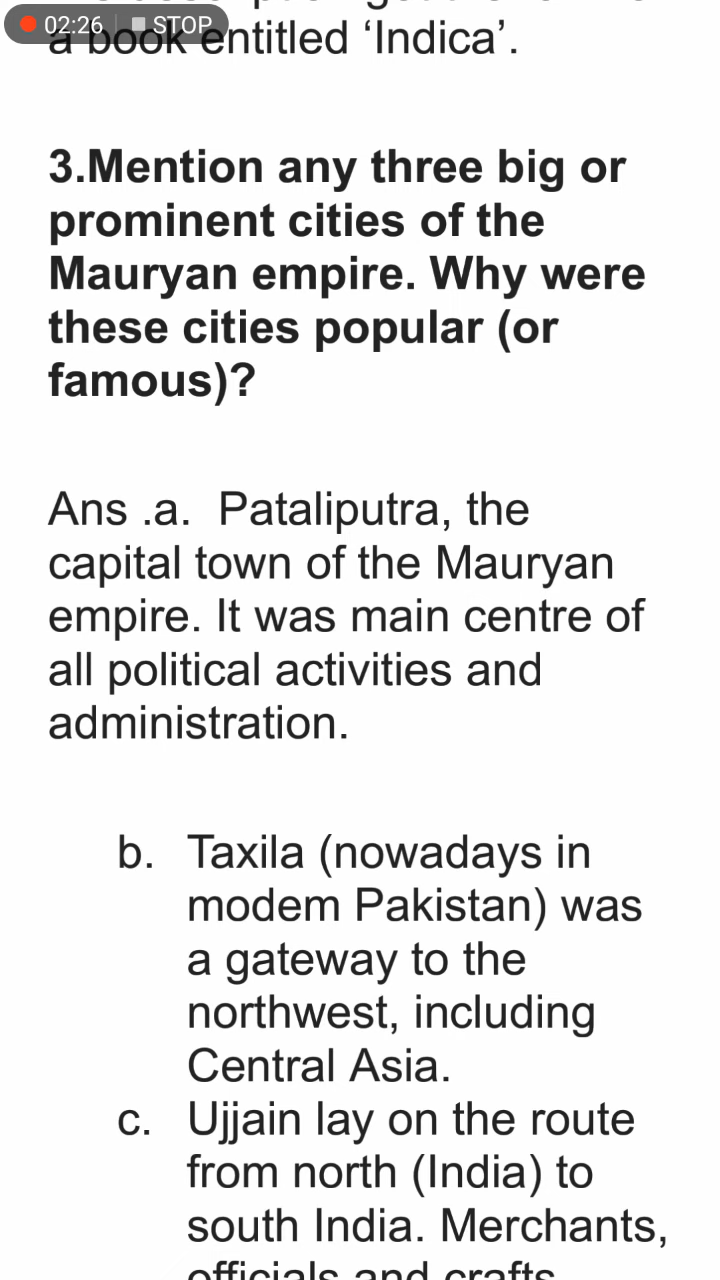 02:26 STOP
a book entitled ‘Indica’.
3.Mention any three big or
prominent cities of the
Mauryan empire. Why were
these cities popular (or
famous)?
Ans .a. Pataliputra, the
capital town of the Mauryan
empire. It was main centre of
all political activities and
administration.
b. Taxila (nowadays in
modem Pakistan) was
a gateway to the
northwest, including
Central Asia.
c. Ujjain lay on the route
from north (India) to
south India. Merchants,
officials and crafts